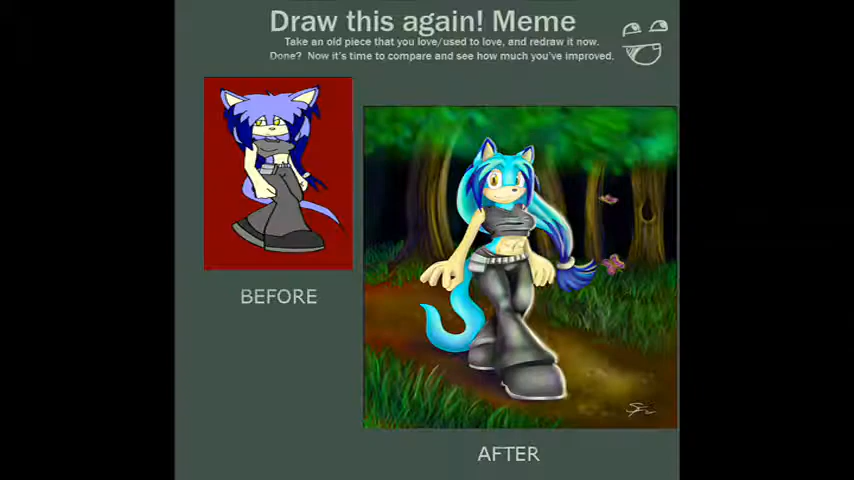 Draw this again! Meme
Take an old piece that you love/used to love, and redraw it now.
Done? Now it's time to compare and see how much you've improved.
BEFORE
AFTER